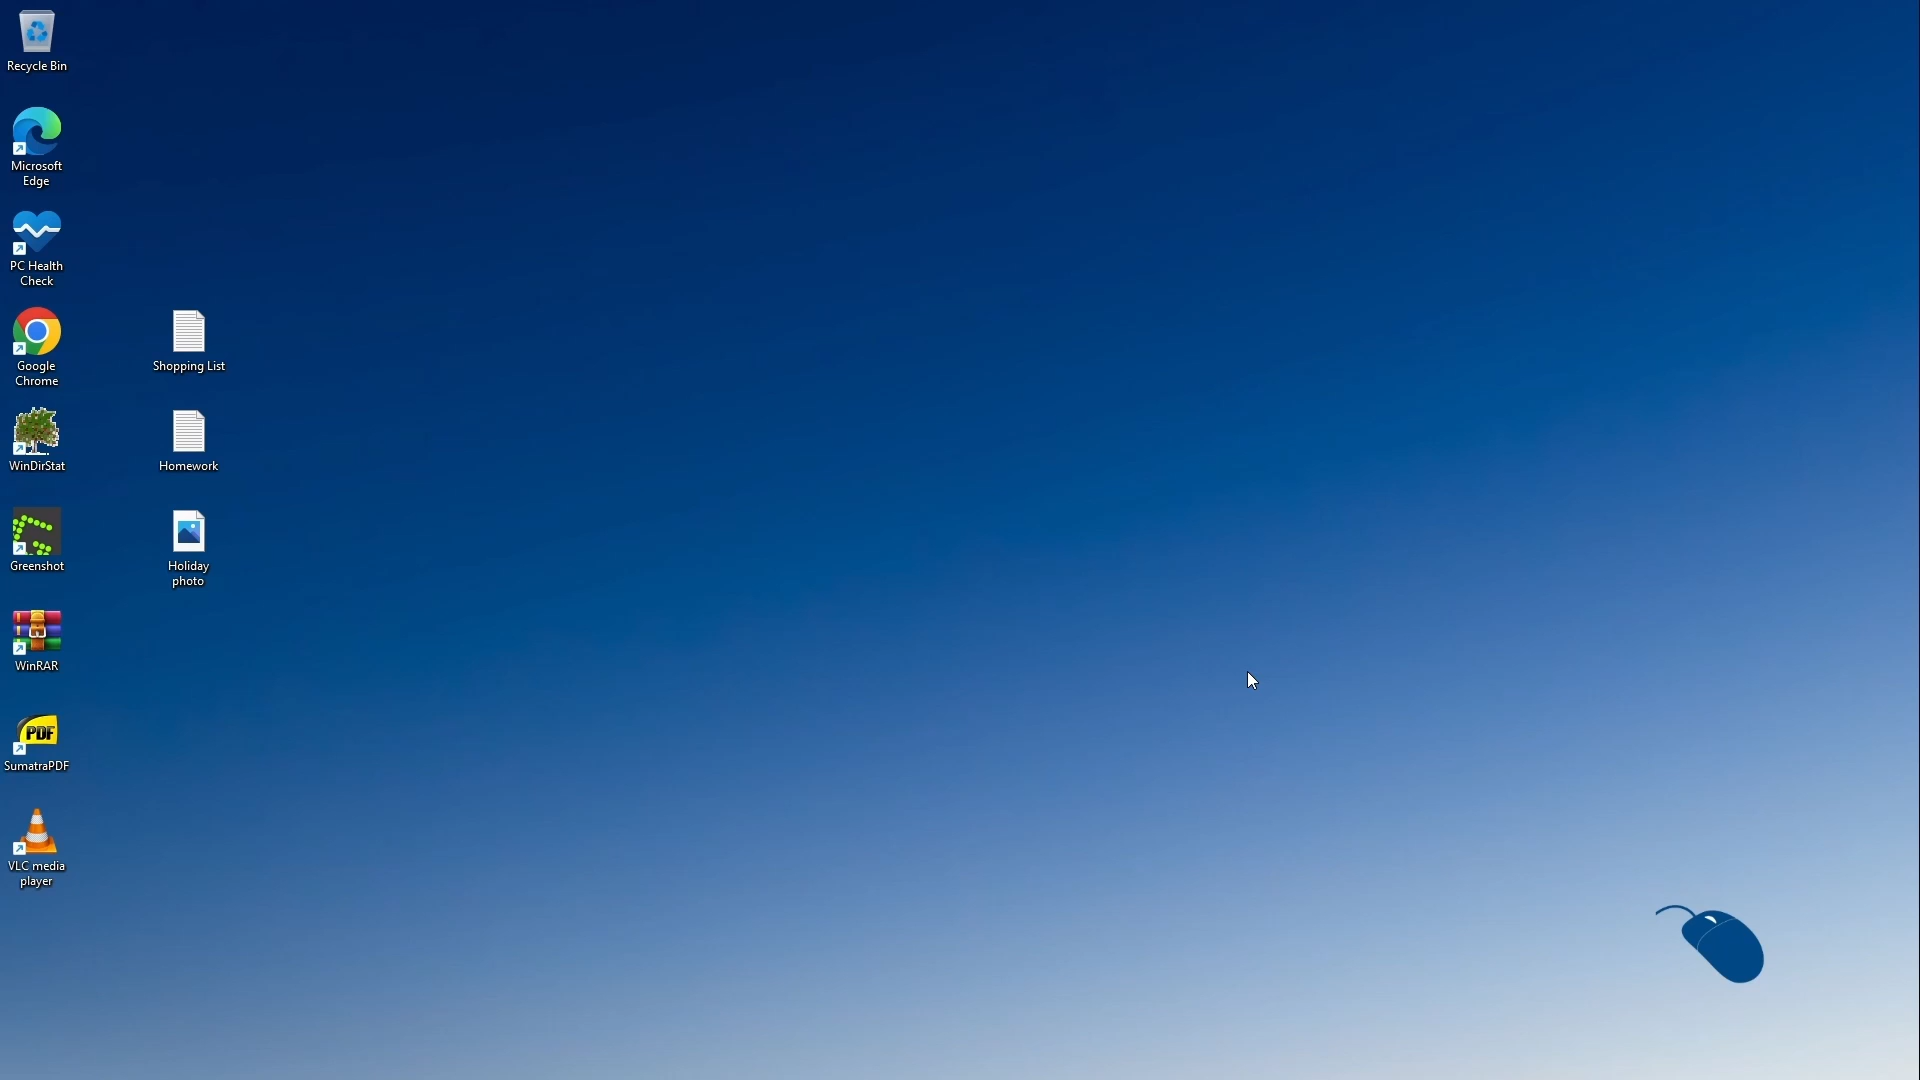 Recycle Bin
Microsoft
Edge
PC Health
Check
Google
Chrome
WinDirStat
Greenshot
WinRAR
PDF
SumatraPDF
VLC media
player
Shopping List
Homework
Holiday
photo